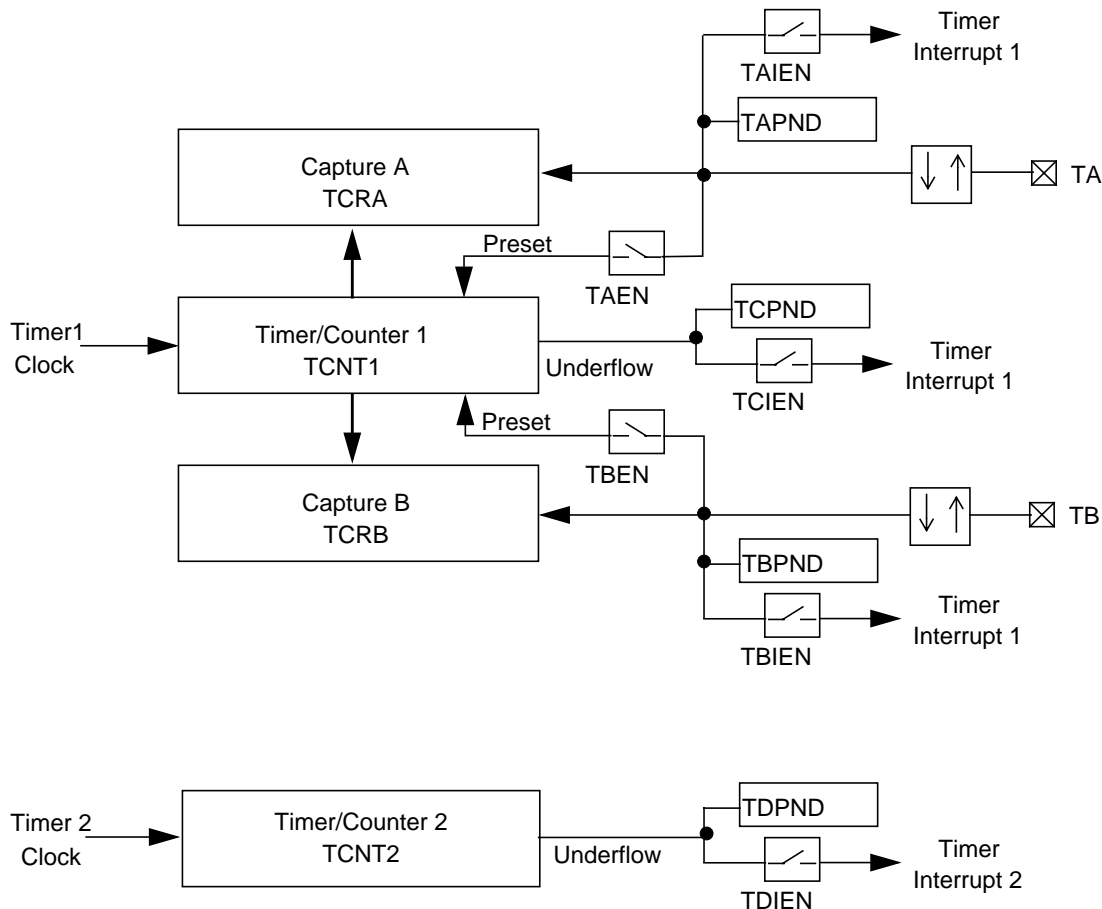 Timer
Interrupt 1
TAIEN
TAPND
Capture A
TCRA
TA
Preset
TAEN
Timer1
Clock
Timer/Counter 1
TCNT1
Underflow
TCPND
Timer
Interrupt 1
TCIEN
Preset
TBEN
Capture B
TCRB
TB
TBPND
Timer
Interrupt 1
TBIEN
Timer 2
Clock
Timer/Counter 2
TCNT2
Underflow
TDPND
Timer
Interrupt 2
TDIEN